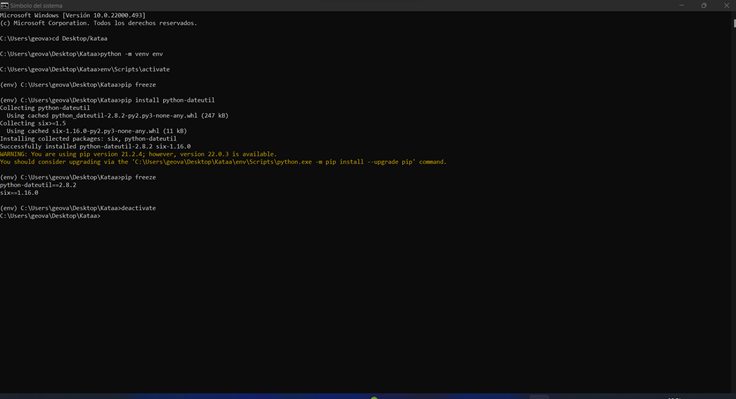 Símbolo del sistema
Microsoft Windows [Versión 10.0.22000.493]
(c) Microsoft Corporation. Todos los derechos reservados.
C:\Users\geova>cd Desktop/kataa
C:\Users\geova\Desktop\Kataa>python -m venv env
C:\Users\geova\Desktop\Kataa>env\Scripts\activate
(env) C:\Users\geova\Desktop\Kataa>pip freeze
(env) C:\Users\geova\Desktop\Kataa>pip install python-dateutil
Collecting python-dateutil
  Using cached python_dateutil-2.8.2-py2.py3-none-any.whl (247 kB)
Collecting six>=1.5
  Using cached six-1.16.0-py2.py3-none-any.whl (11 kB)
Installing collected packages: six, python-dateutil
Successfully installed python-dateutil-2.8.2 six-1.16.0
WARNING: You are using pip version 21.2.4; however, version 22.0.3 is available.
You should consider upgrading via the 'C:\Users\geova\Desktop\Kataa\env\Scripts\python.exe -m pip install --upgrade pip' command.
(env) C:\Users\geova\Desktop\Kataa>pip freeze
python-dateutil==2.8.2
six==1.16.0
(env) C:\Users\geova\Desktop\Kataa>deactivate
C:\Users\geova\Desktop\Kataa>